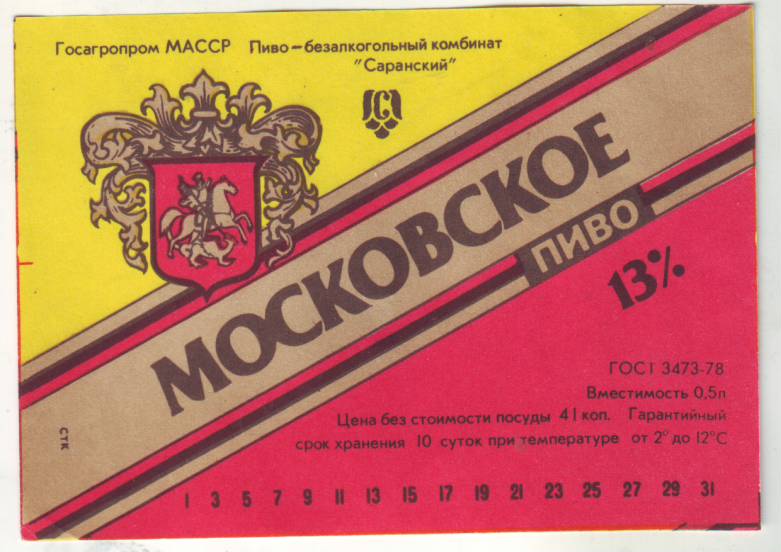 Госагропром МАССР Пиво-безалкогольный комбинат
"Саранский"
С
МОСКОВСКОЕ
ПИВО
13%
ГОСТ 3473-78
Вместимость 0,5л
Цена без стоимости посуды 41 коп. Гарантийный
срок хранения 10 суток при температуре от 2° до 12°С
СТК
1 3 5 7 9 11 13 15 17 19 21 23 25 27 29 31